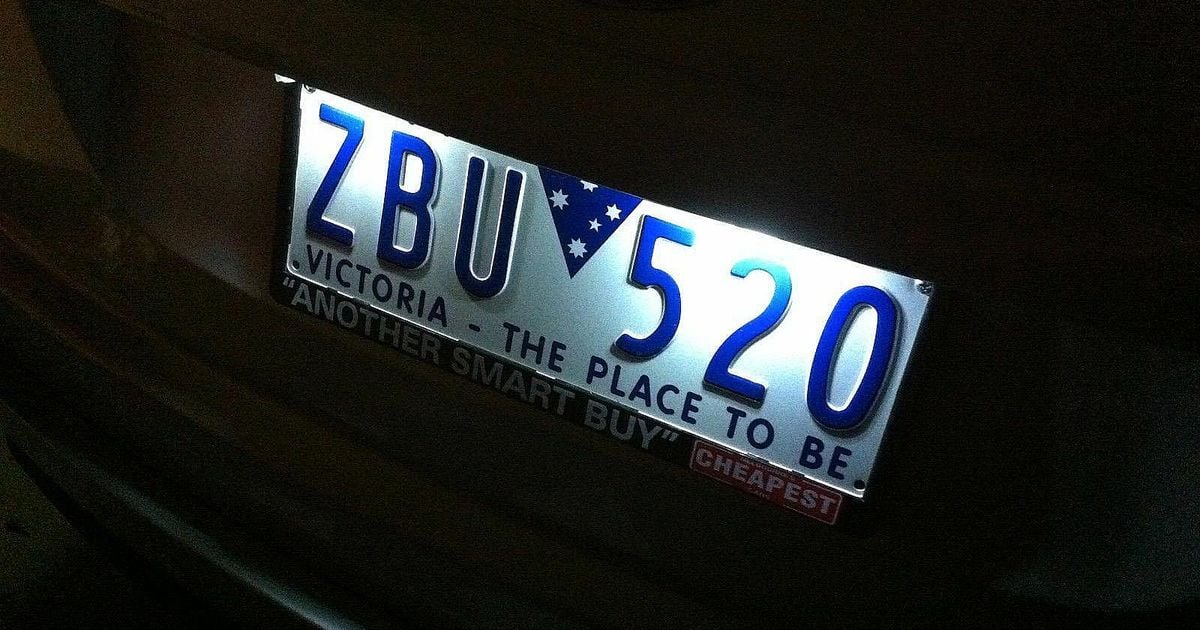 ZBU 520
VICTORIA - THE PLACE TO BE
"ANOTHER SMART BUY"
CHEAPEST